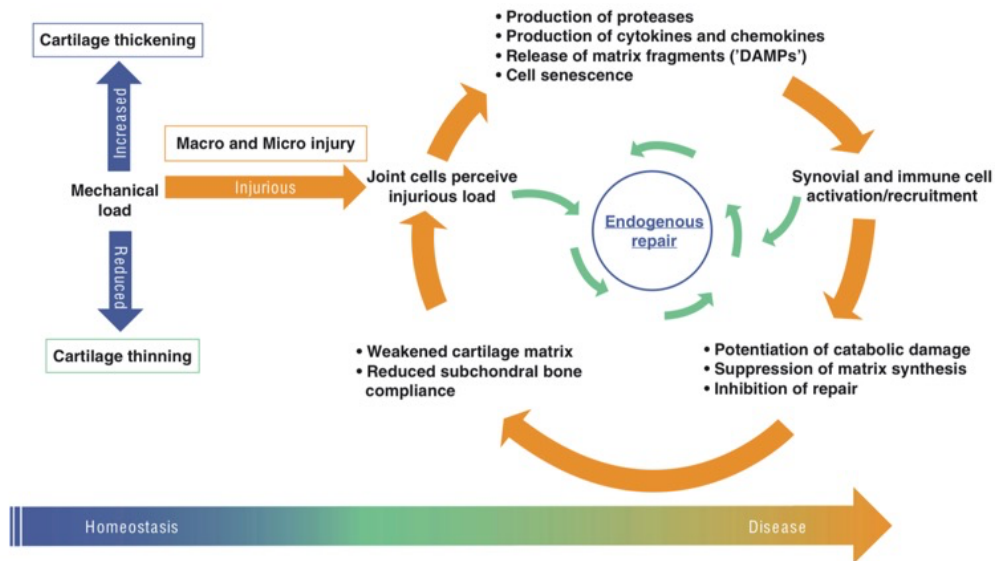 • Production of proteases
• Production of cytokines and chemokines
• Release of matrix fragments ('DAMPs')
• Cell senescence
Cartilage thickening
Increased
Macro and Micro injury
Mechanical
load
Injurious
Joint cells perceive
injurious load
Endogenous
repair
Synovial and immune cell
activation/recruitment
Reduced
Cartilage thinning
• Weakened cartilage matrix
• Reduced subchondral bone
compliance
• Potentiation of catabolic damage
• Suppression of matrix synthesis
• Inhibition of repair
Homeostasis
Disease